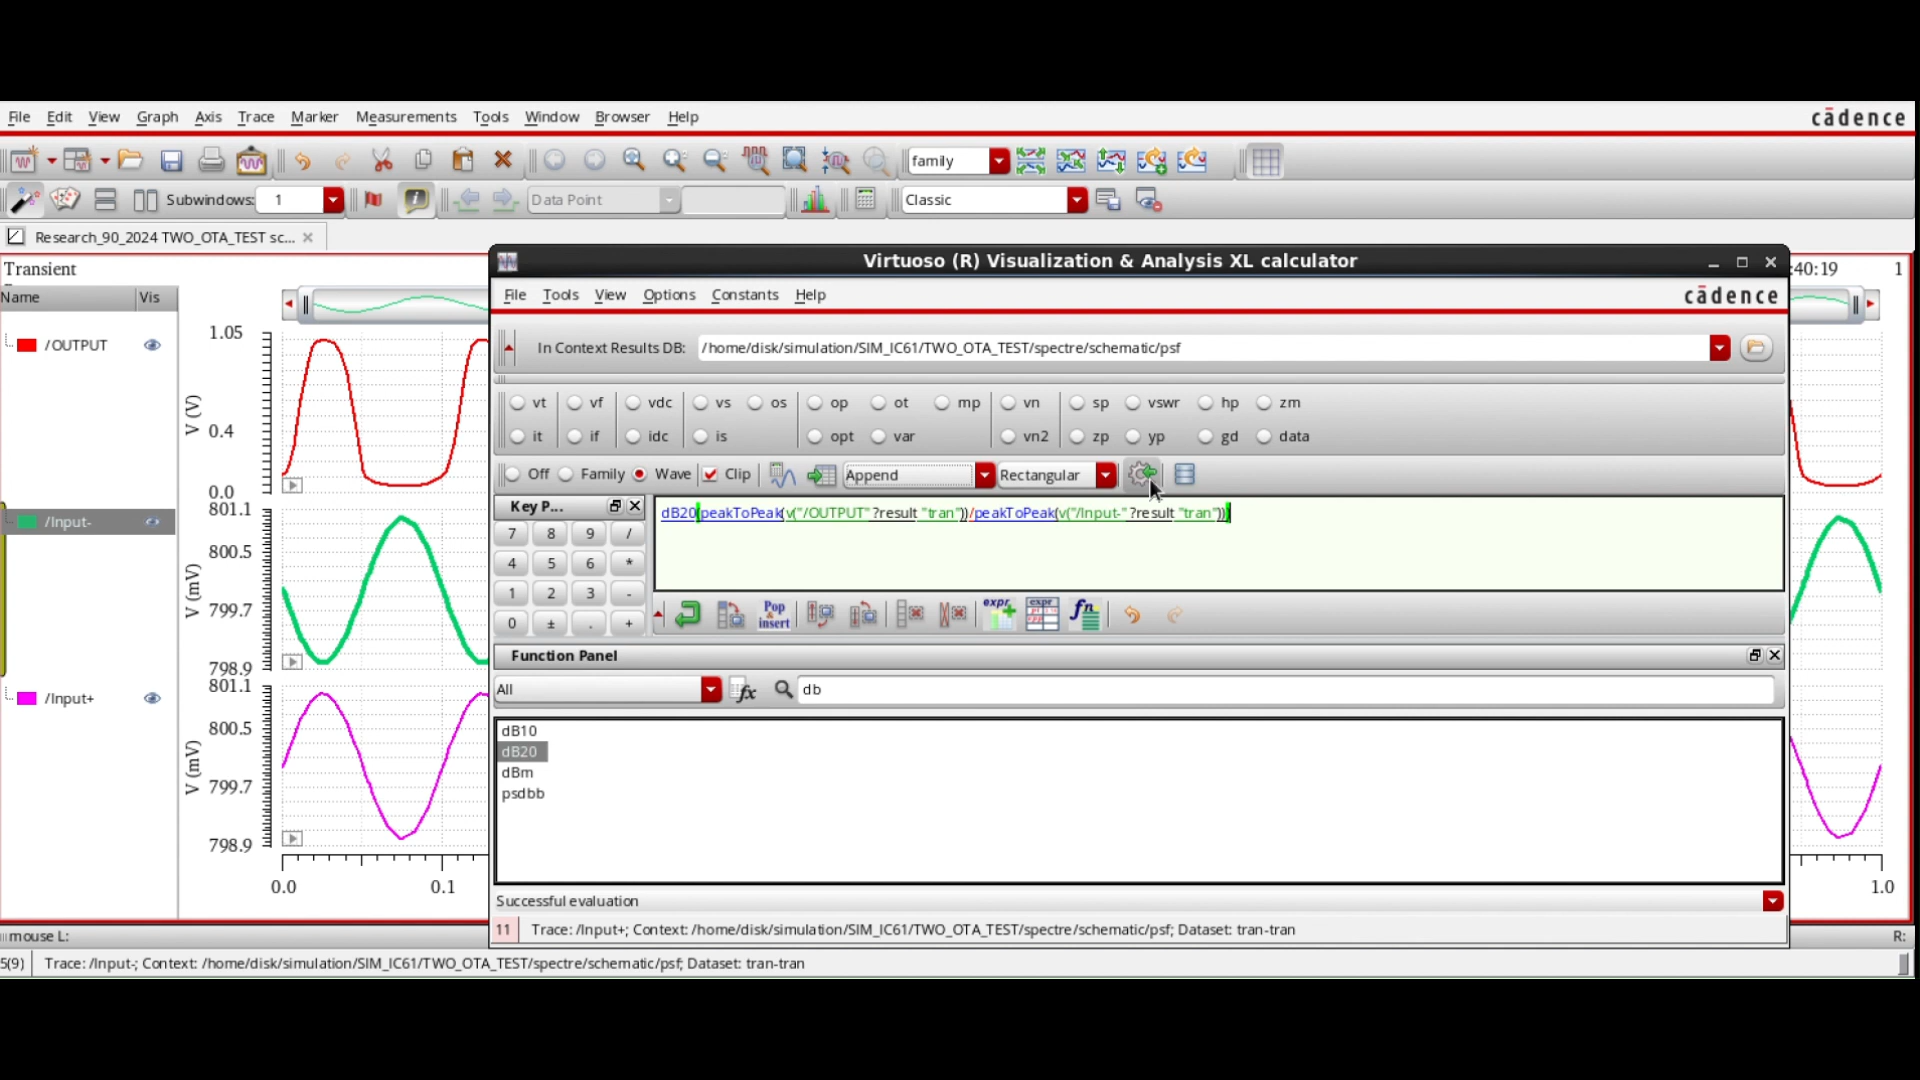 File Edit View Graph Axis Trace Marker Measurements Tools Window Browser Help
cādence
family
Subwindows: 1
Data Point
Classic
Research_90_2024 TWO_OTA_TEST sc...
Transient
:40:19 1
Name Vis
/OUTPUT
/Input-
/Input+
1.05
V (V)
0.4
0.0
801.1
800.5
V (mV)
799.7
798.9
801.1
800.5
V (mV)
799.7
798.9
0.0 0.1 1.0
Virtuoso (R) Visualization & Analysis XL calculator
File Tools View Options Constants Help
cādence
In Context Results DB: /home/disk/simulation/SIM_IC61/TWO_OTA_TEST/spectre/schematic/psf
vt vf vdc vs os op ot mp vn sp vswr hp zm
it if idc is opt var vn2 zp yp gd data
Off Family Wave Clip Append Rectangular
Key P...
7 8 9 /
4 5 6 *
1 2 3 -
0 ± . +
dB20(peakToPeak(v("/OUTPUT" ?result "tran"))/peakToPeak(v("/Input-" ?result "tran")))
Pop
insert
expr
expr
fn
Function Panel
All
fx
db
dB10
dB20
dBm
psdbb
Successful evaluation
11 Trace: /Input+; Context: /home/disk/simulation/SIM_IC61/TWO_OTA_TEST/spectre/schematic/psf; Dataset: tran-tran
mouse L:
R:
5(9) Trace: /Input-; Context: /home/disk/simulation/SIM_IC61/TWO_OTA_TEST/spectre/schematic/psf; Dataset: tran-tran